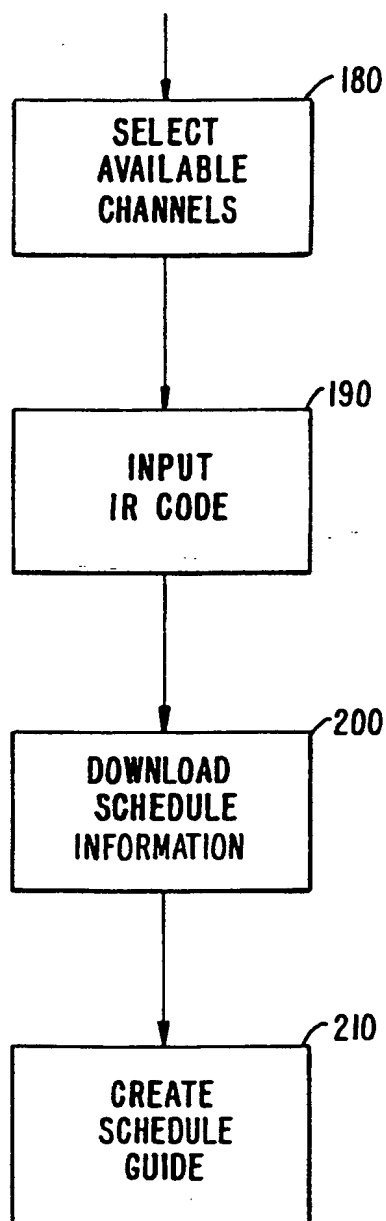 180
SELECT
AVAILABLE
CHANNELS
190
INPUT
IR CODE
200
DOWNLOAD
SCHEDULE
INFORMATION
210
CREATE
SCHEDULE
GUIDE